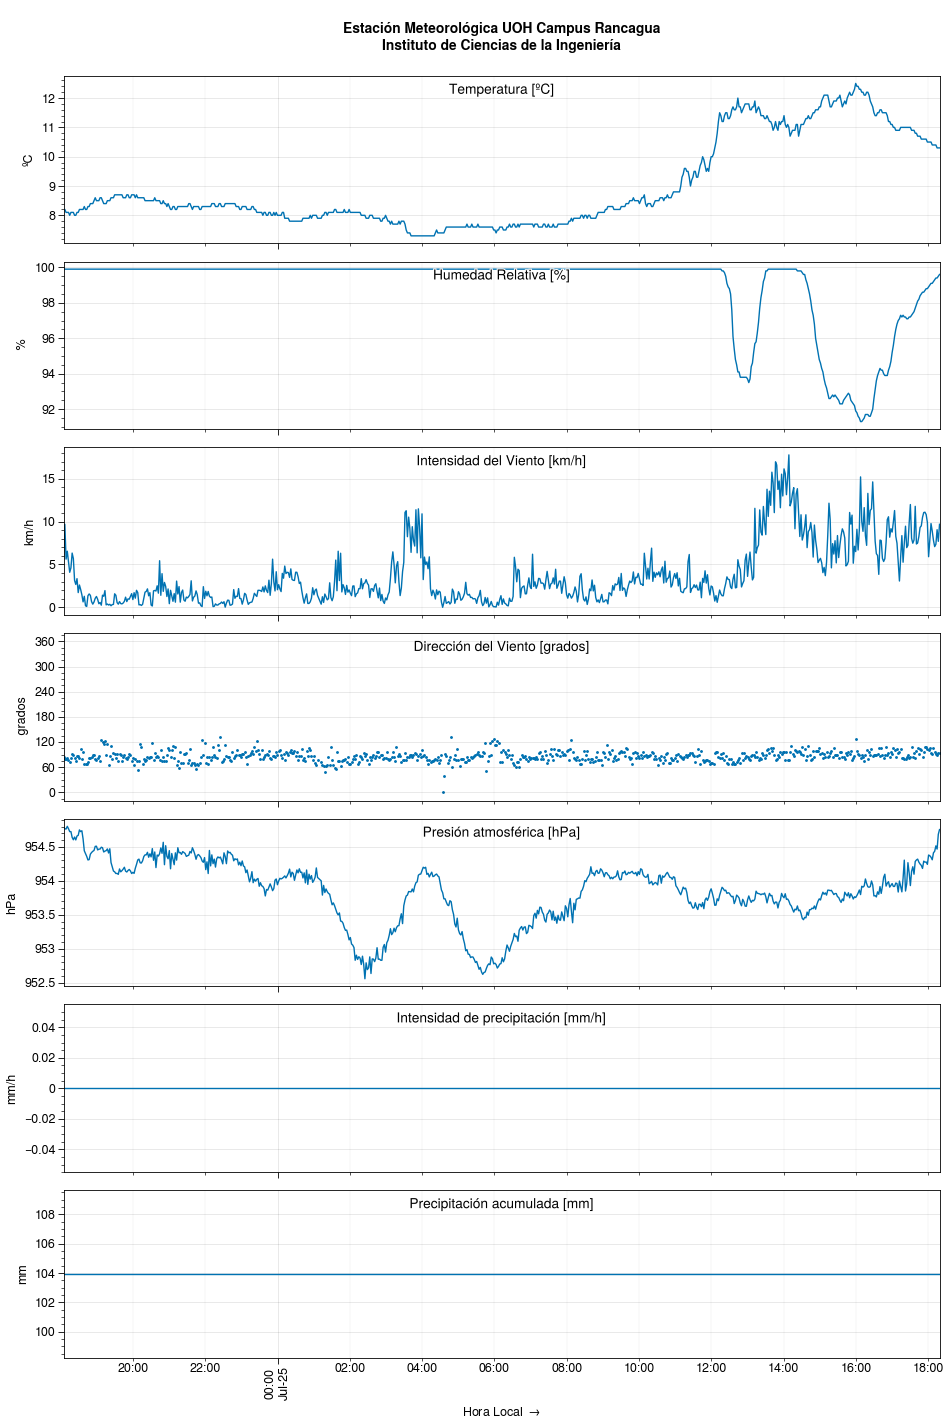 Estación Meteorológica UOH Campus Rancagua
Instituto de Ciencias de la Ingeniería
Temperatura [ºC]
ºC
12
11
10
9
8
Humedad Relativa [%]
%
100
98
96
94
92
Intensidad del Viento [km/h]
km/h
15
10
5
0
Dirección del Viento [grados]
grados
360
300
240
180
120
60
0
Presión atmosférica [hPa]
hPa
954.5
954
953.5
953
952.5
Intensidad de precipitación [mm/h]
mm/h
0.04
0.02
0
−0.02
−0.04
Precipitación acumulada [mm]
mm
108
106
104
102
100
20:00 22:00 00:00 02:00 04:00 06:00 08:00 10:00 12:00 14:00 16:00 18:00
Jul-25
Hora Local →